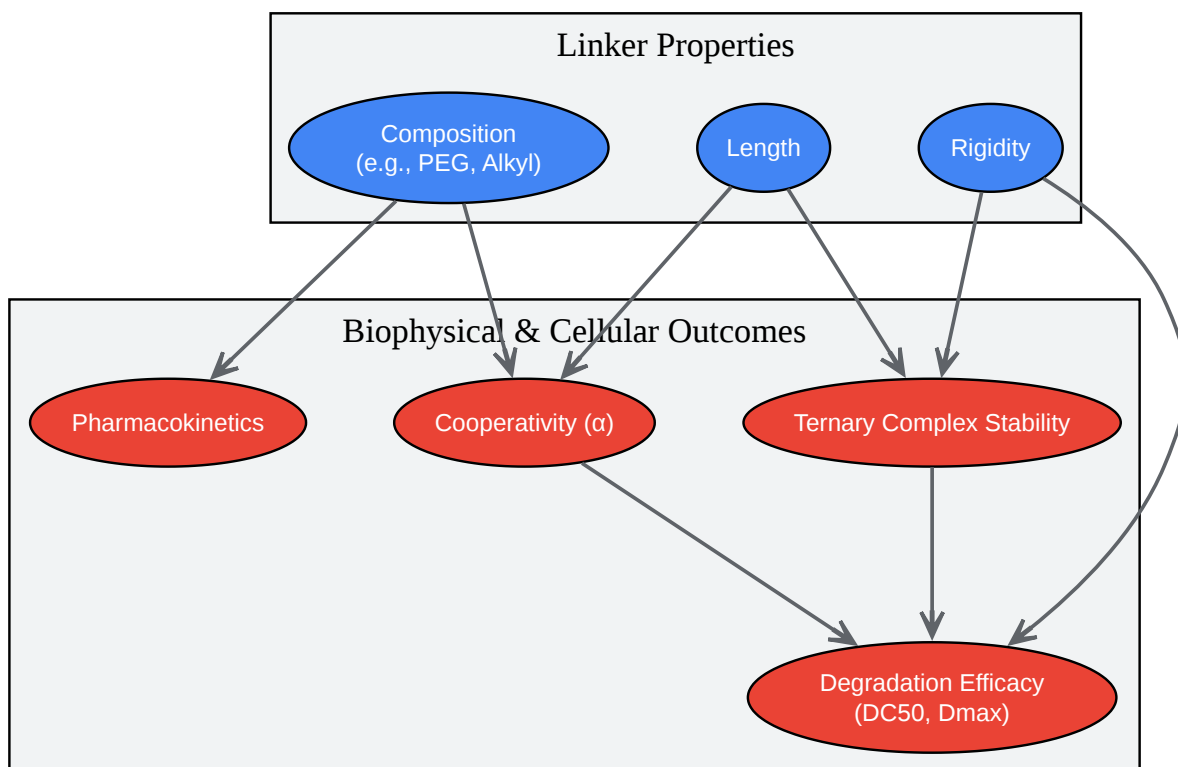 Linker Properties
Composition
(e.g., PEG, Alkyl)
Length
Rigidity
Biophysical & Cellular Outcomes
Pharmacokinetics
Cooperativity (α)
Ternary Complex Stability
Degradation Efficacy
(DC50, Dmax)